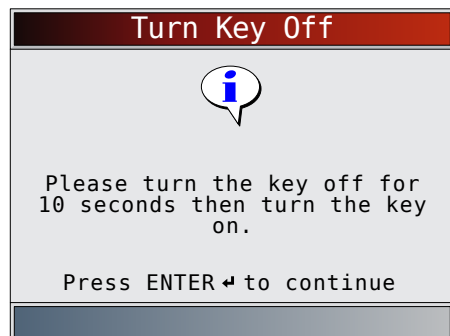 Turn Key Off
i
Please turn the key off for
10 seconds then turn the key
on.
Press ENTER ↵ to continue